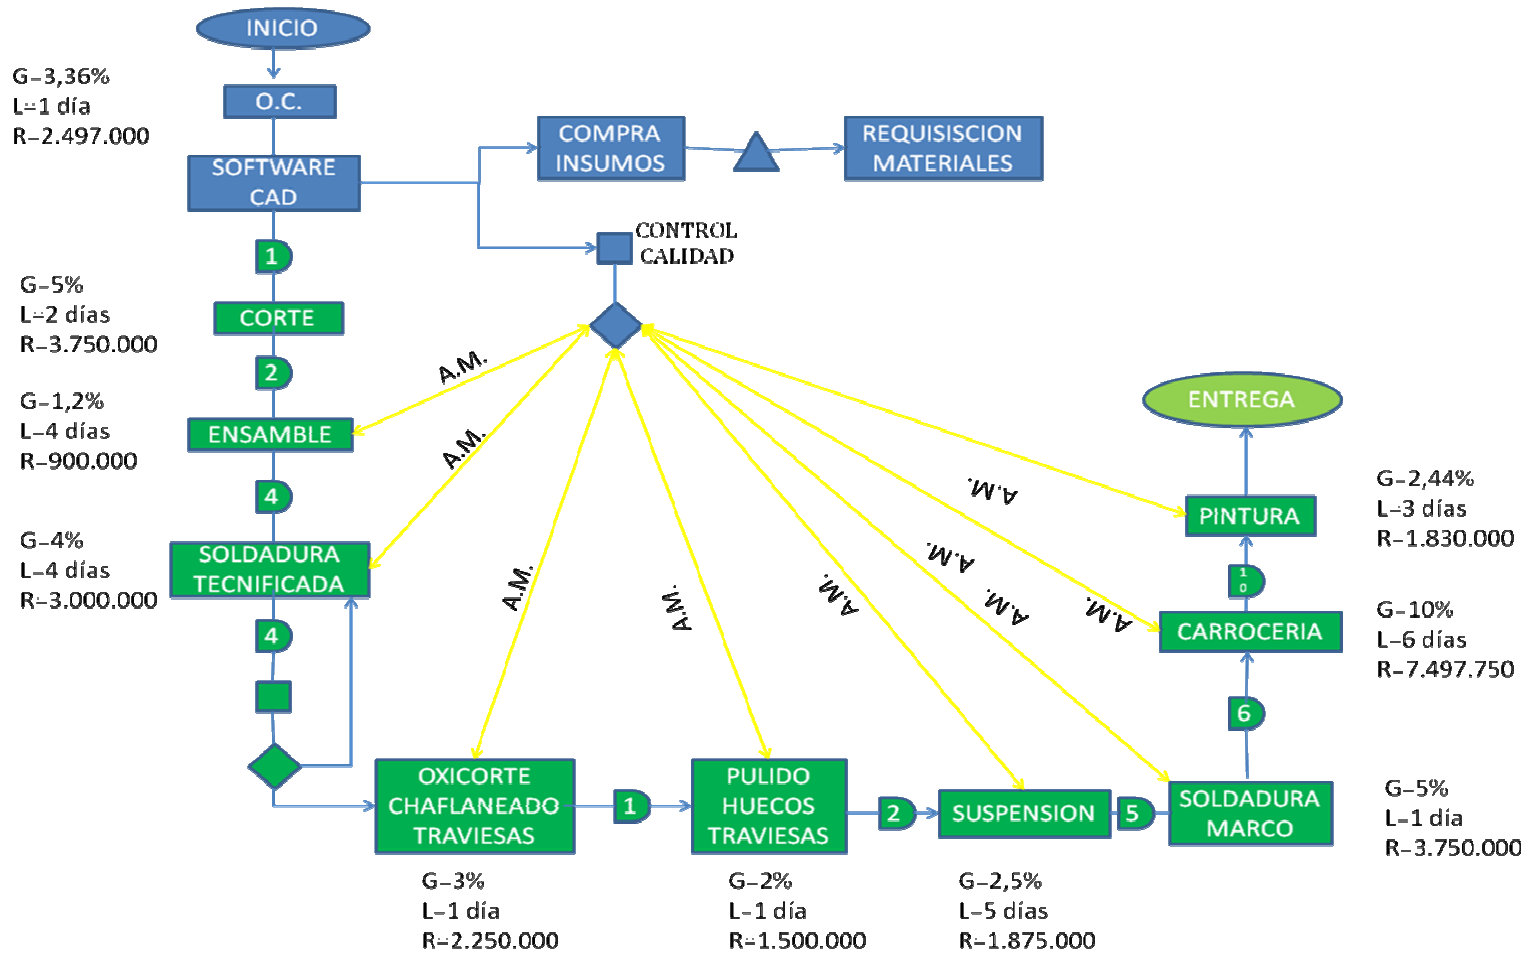 INICIO
G=3,36%
L=1 día
R=2.497.000
O.C.
SOFTWARE
CAD
COMPRA
INSUMOS
REQUISISCION
MATERIALES
CONTROL
CALIDAD
1
G=5%
L=2 días
R=3.750.000
CORTE
2
G=1,2%
L=4 días
R=900.000
ENSAMBLE
4
G=4%
L=4 días
R=3.000.000
SOLDADURA
TECNIFICADA
4
A.M.
A.M.
A.M.
A.M.
A.M.
A.M.
A.M.
A.M.
A.M.
OXICORTE
CHAFLANEADO
TRAVIESAS
G=3%
L=1 día
R=2.250.000
1
PULIDO
HUECOS
TRAVIESAS
G=2%
L=1 día
R=1.500.000
2
SUSPENSION
G=2,5%
L=5 días
R=1.875.000
5
SOLDADURA
MARCO
G=5%
L=1 día
R=3.750.000
6
CARROCERIA
G=10%
L=6 días
R=7.497.750
1
0
PINTURA
G=2,44%
L=3 días
R=1.830.000
ENTREGA